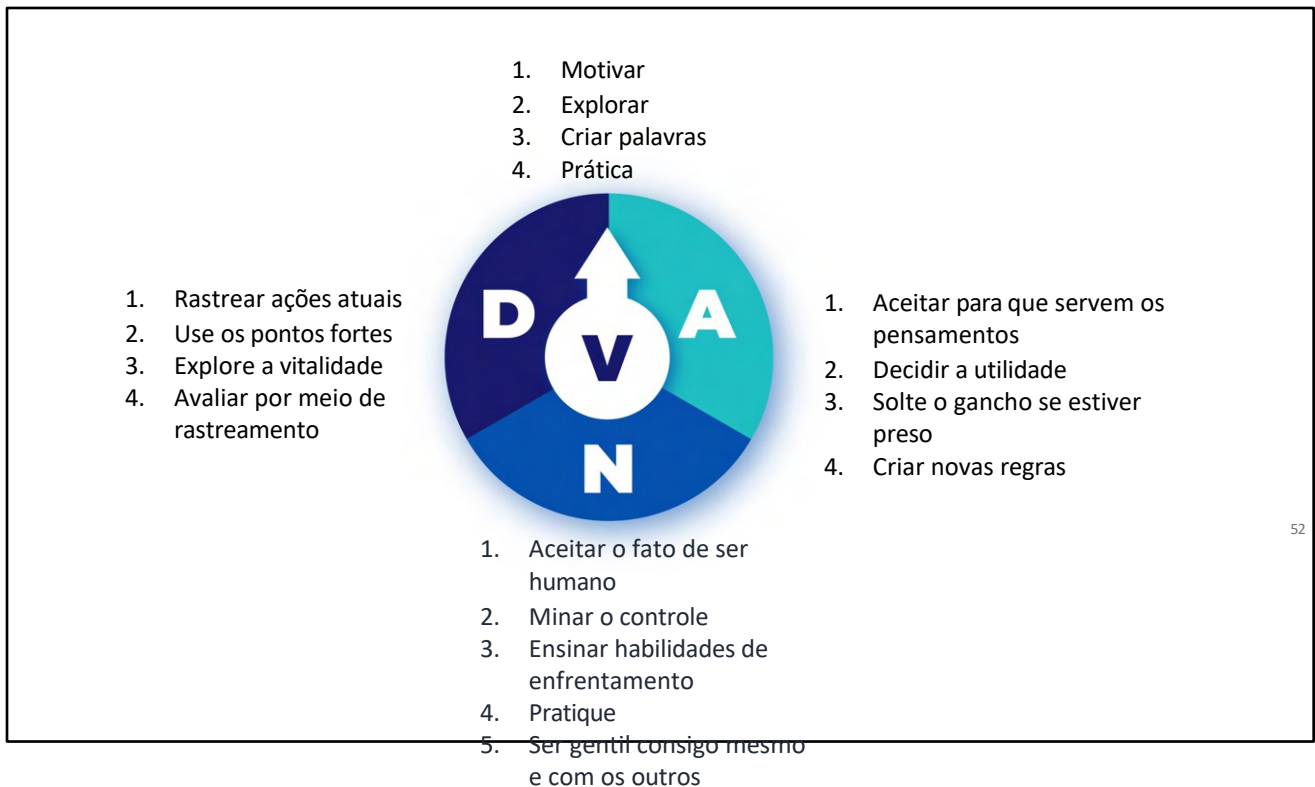 1. Motivar
2. Explorar
3. Criar palavras
4. Prática
1. Rastrear ações atuais
2. Use os pontos fortes
3. Explore a vitalidade
4. Avaliar por meio de
rastreamento
D
A
V
N
1. Aceitar para que servem os
pensamentos
2. Decidir a utilidade
3. Solte o gancho se estiver
preso
4. Criar novas regras
52
1. Aceitar o fato de ser
humano
2. Minar o controle
3. Ensinar habilidades de
enfrentamento
4. Pratique
5. Ser gentil consigo mesmo
e com os outros